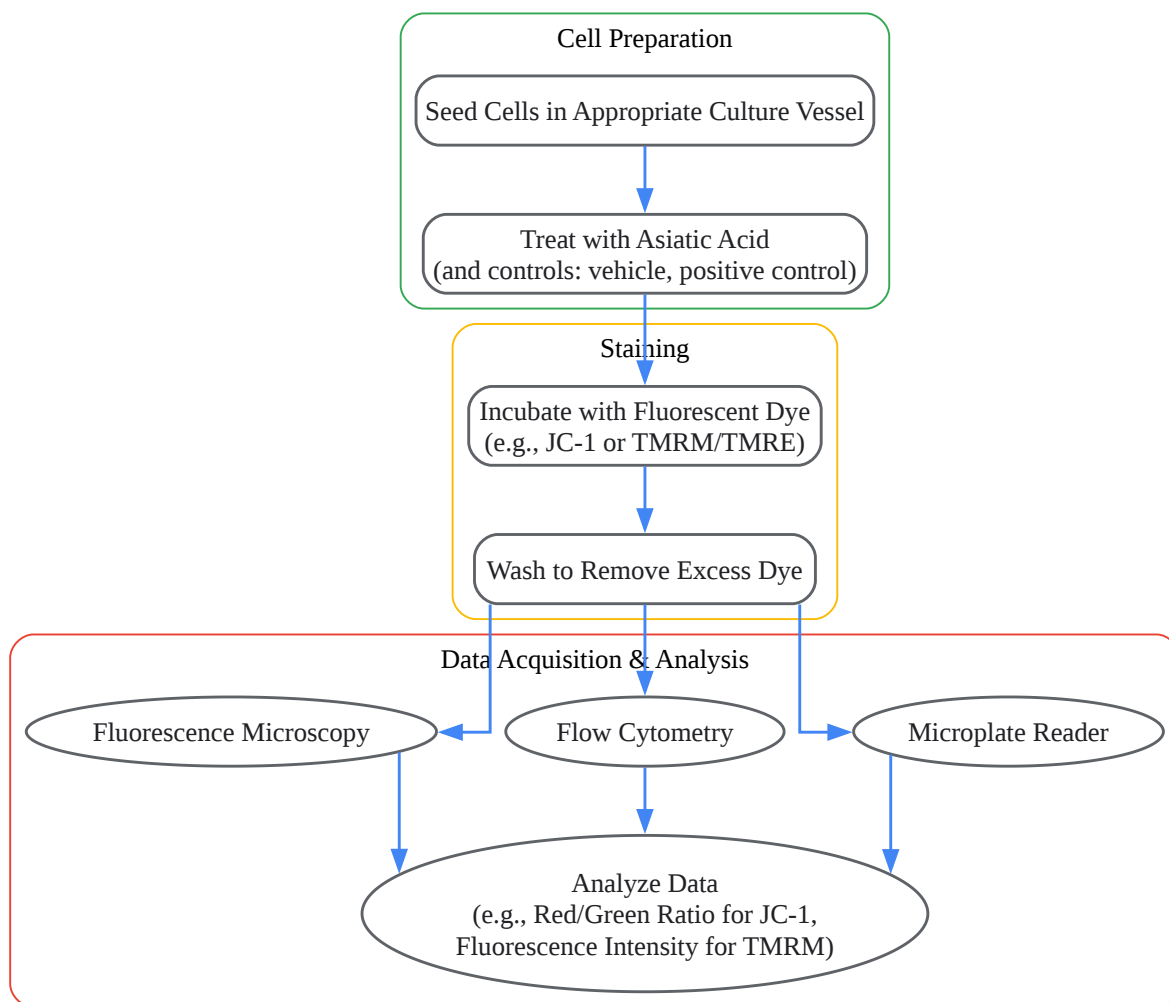 Cell Preparation
Seed Cells in Appropriate Culture Vessel
Treat with Asiatic Acid
(and controls: vehicle, positive control)
Staining
Incubate with Fluorescent Dye
(e.g., JC-1 or TMRM/TMRE)
Wash to Remove Excess Dye
Data Acquisition & Analysis
Fluorescence Microscopy
Flow Cytometry
Microplate Reader
Analyze Data
(e.g., Red/Green Ratio for JC-1,
Fluorescence Intensity for TMRM)